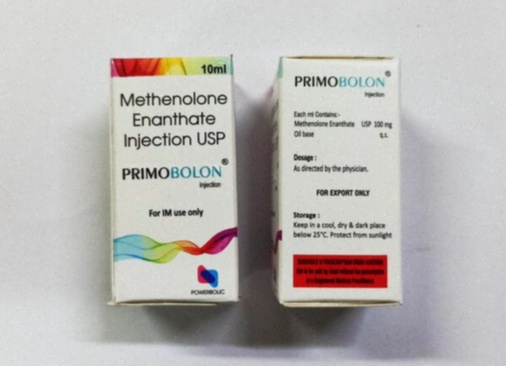 10ml
Methenolone
Enanthate
Injection USP
PRIMOBOLON®
Injection
For IM use only
POWERBOLIC
PRIMOBOLON®
Injection
Each ml Contains:-
Methenolone Enanthate USP 100 mg
Oil base q.s.
Dosage :
As directed by the physician.
FOR EXPORT ONLY
Storage :
Keep in a cool, dry & dark place
below 25°C. Protect from sunlight